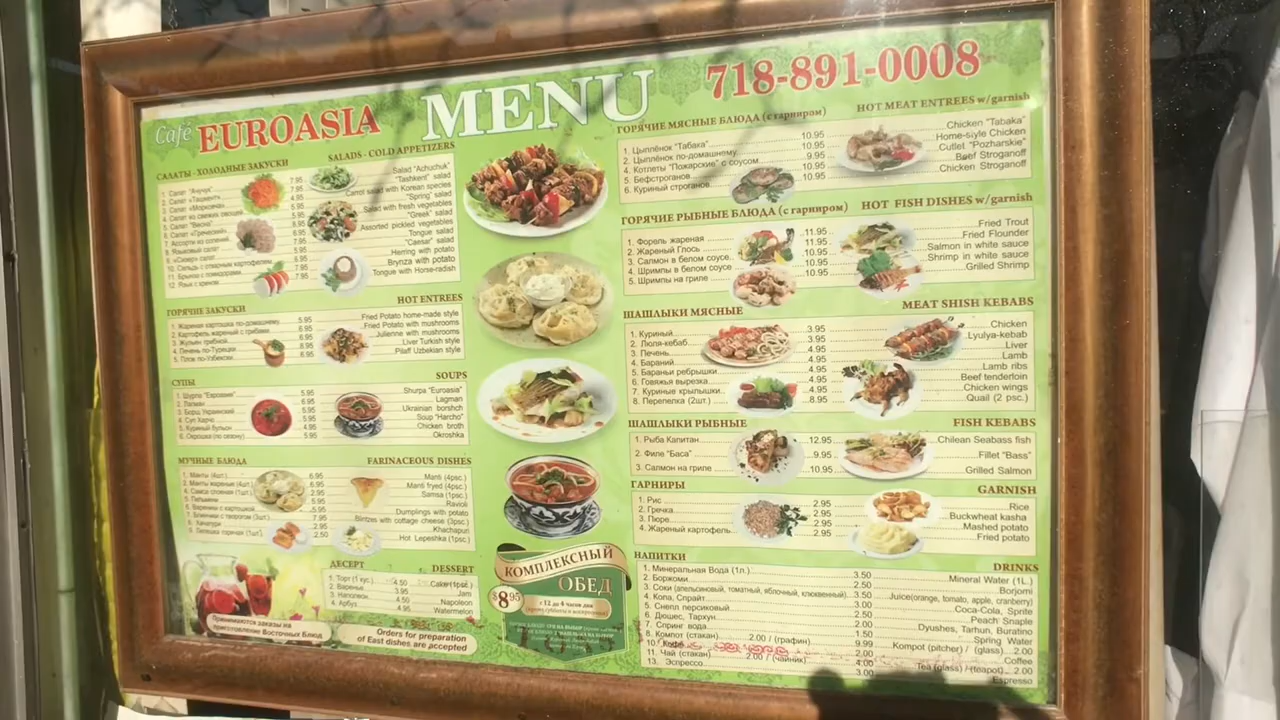 Café EUROASIA MENU 718-891-0008
САЛАТЫ - ХОЛОДНЫЕ ЗАКУСКИ SALADS - COLD APPETIZERS
1. Салат "Ачучук" 7.95 Salad "Achuchuk"
2. Салат «Ташкент» "Tashkent" salad
3. Салат «Морковча» 4.95 Carrot salad with Korean species
4. Салат из свежих овощей 5.95 "Spring" salad
5. Салат "Весна" Salad with fresh vegetables
6. Салат «Греческий» "Greek" salad
7. Ассорти из солений Assorted pickled vegetables
8. Языковый салат Tongue salad
9. «Цезарь» салат "Caesar" salad
10. Сельдь с отварным картофелем Herring with potato
11. Брынза с помидорами Brynza with potato
12. Язык с хреном 7.95 Tongue with Horse-radish
ГОРЯЧИЕ ЗАКУСКИ HOT ENTREES
1. Жареная картошка по-домашнему 5.95 Fried Potato home-made style
2. Картофель жареный с грибами 6.95 Fried Potato with mushrooms
3. Жульен грибной 6.95 Julienne with mushrooms
4. Печень по-Турецки 8.95 Liver Turkish style
5. Плов по-Узбекски 6.95 Pilaff Uzbekian style
СУПЫ SOUPS
1. Шурпа "Евроазия" 5.95 Shurpa "Euroasia"
2. Лагман 6.95 Lagman
3. Борщ Украинский 5.95 Ukrainian borshch
4. Суп Харчо 5.95 Soup "Harcho"
5. Куриный бульон 4.95 Chicken broth
6. Окрошка (по сезону) 5.95 Okroshka
МУЧНЫЕ БЛЮДА FARINACEOUS DISHES
1. Манты (4шт.) 6.95 Manti (4psc.)
2. Манты жареные (4шт.) 6.95 Manti fryed (4psc.)
3. Самса слоеная (1шт.) 2.95 Samsa (1psc.)
4. Пельмени 5.95 Ravioli
5. Вареники с картошкой 5.95 Dumplings with potato
6. Блинчики с творогом (3шт.) 7.95 Blintzes with cottage cheese (3psc.)
Хачапури 2.95 Khachapuri
Лепешка горячая (1шт.) 2.50 Hot Lepeshka (1psc.)
ДЕСЕРТ DESSERT
1. Торт (1 кус.) 4.50 Cake (1psc.)
2. Варенье 3.95 Jam
3. Наполеон 4.50 Napoleon
4. Арбуз 4.95 Watermelon
Принимаются заказы на
приготовление Восточных Блюд
Orders for preparation
of East dishes are accepted
КОМПЛЕКСНЫЙ
ОБЕД
$8.95
с 12 до 4 часов дня
(кроме субботы и воскресения)
ГОРЯЧИЕ МЯСНЫЕ БЛЮДА (с гарниром) HOT MEAT ENTREES w/garnish
1. Цыплёнок "Табака" 10.95 Chicken "Tabaka"
2. Цыплёнок по-домашнему 10.95 Home-style Chicken
4. Котлеты "Пожарские" с соусом 9.95 Cutlet "Pozharskie"
5. Бефстроганов 10.95 Beef Stroganoff
6. Куриный строганов 10.95 Chicken Stroganoff
ГОРЯЧИЕ РЫБНЫЕ БЛЮДА (с гарниром) HOT FISH DISHES w/garnish
1. Форель жареная 11.95 Fried Trout
2. Жареный Глось 11.95 Fried Flounder
3. Салмон в белом соусе 10.95 Salmon in white sauce
4. Шримпы в белом соусе 10.95 Shrimp in white sauce
5. Шримпы на гриле 10.95 Grilled Shrimp
ШАШЛЫКИ МЯСНЫЕ MEAT SHISH KEBABS
1. Куриный 3.95 Chicken
2. Люля-кебаб 3.95 Lyulya-kebab
3. Печень 3.95 Liver
4. Бараний 4.95 Lamb
5. Бараньи ребрышки 4.95 Lamb ribs
6. Говяжья вырезка 4.95 Beef tenderloin
7. Куриные крылышки 4.95 Chicken wings
8. Перепелка (2шт.) 8.95 Quail (2 psc.)
ШАШЛЫКИ РЫБНЫЕ FISH KEBABS
1. Рыба Капитан 12.95 Chilean Seabass fish
2. Филе "Баса" 9.95 Fillet "Bass"
3. Салмон на гриле 10.95 Grilled Salmon
ГАРНИРЫ GARNISH
1. Рис 2.95 Rice
2. Гречка 2.95 Buckwheat kasha
3. Пюре 2.95 Mashed potato
4. Жареный картофель 2.95 Fried potato
НАПИТКИ DRINKS
1. Минеральная Вода (1л.) 3.50 Mineral Water (1L.)
2. Боржоми 2.50 Borjomi
3. Соки (апельсиновый, томатный, яблочный, клюквенный) 3.50 Juice(orange, tomato, apple, cranberry)
4. Кола, Спрайт Coca-Cola, Sprite
5. Снепл персиковый 2.50 Peach Snaple
6. Дюшес, Тархун 2.00 Dyushes, Tarhun, Buratino
7. Спринг вода 1.50 Spring Water
8. Компот (стакан) 2.00 / (графин) 9.99 Kompot (pitcher) / (glass) 2.00
10. Кофе 2.00 Coffee
11. Чай (стакан) 2.00 / (чайник) 4.00 Tea (glass) / (teapot) 2.00
13. Эспрессо 3.00 Espresso